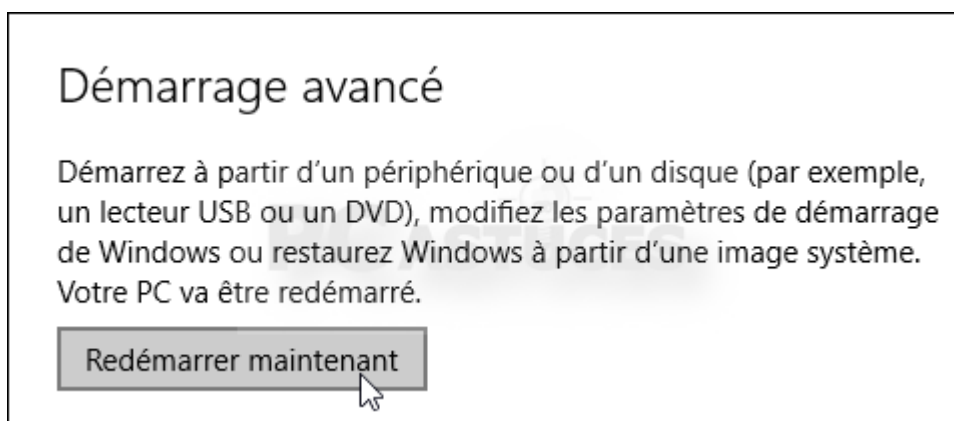 Démarrage avancé
Démarrez à partir d'un périphérique ou d'un disque (par exemple,
un lecteur USB ou un DVD), modifiez les paramètres de démarrage
de Windows ou restaurez Windows à partir d'une image système.
Votre PC va être redémarré.
PC ASTUCES
Redémarrer maintenant